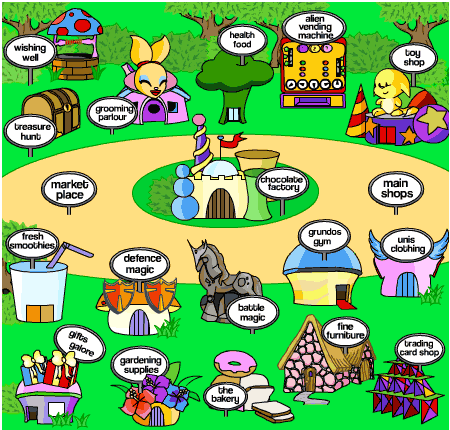 wishing
well
health
food
alien
vending
machine
toy
shop
treasure
hunt
grooming
parlour
market
place
chocolate
factory
main
shops
fresh
smoothies
defence
magic
battle
magic
grundos
gym
unis
clothing
gifts
galore
gardening
supplies
the
bakery
fine
furniture
trading
card shop